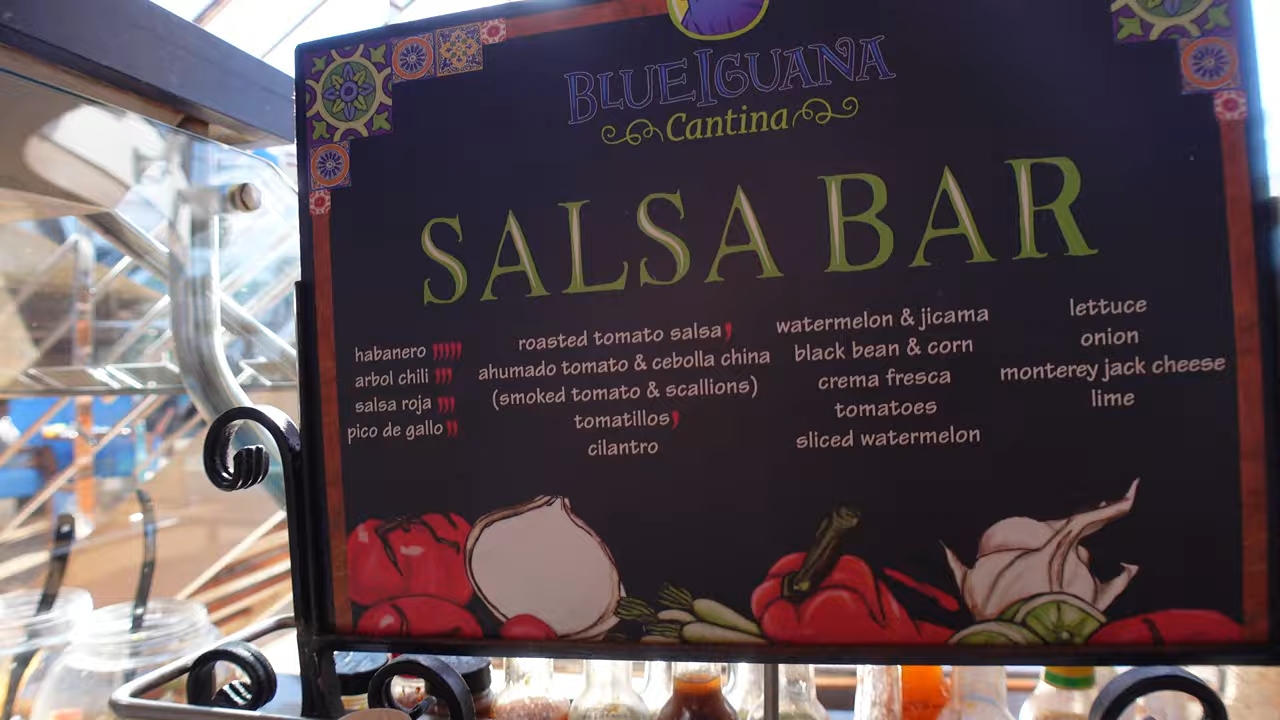 BLUE IGUANA
Cantina
SALSA BAR
habanero
arbol chili
salsa roja
pico de gallo
roasted tomato salsa
ahumado tomato & cebolla china
(smoked tomato & scallions)
tomatillos
cilantro
watermelon & jicama
black bean & corn
crema fresca
tomatoes
sliced watermelon
lettuce
onion
monterey jack cheese
lime